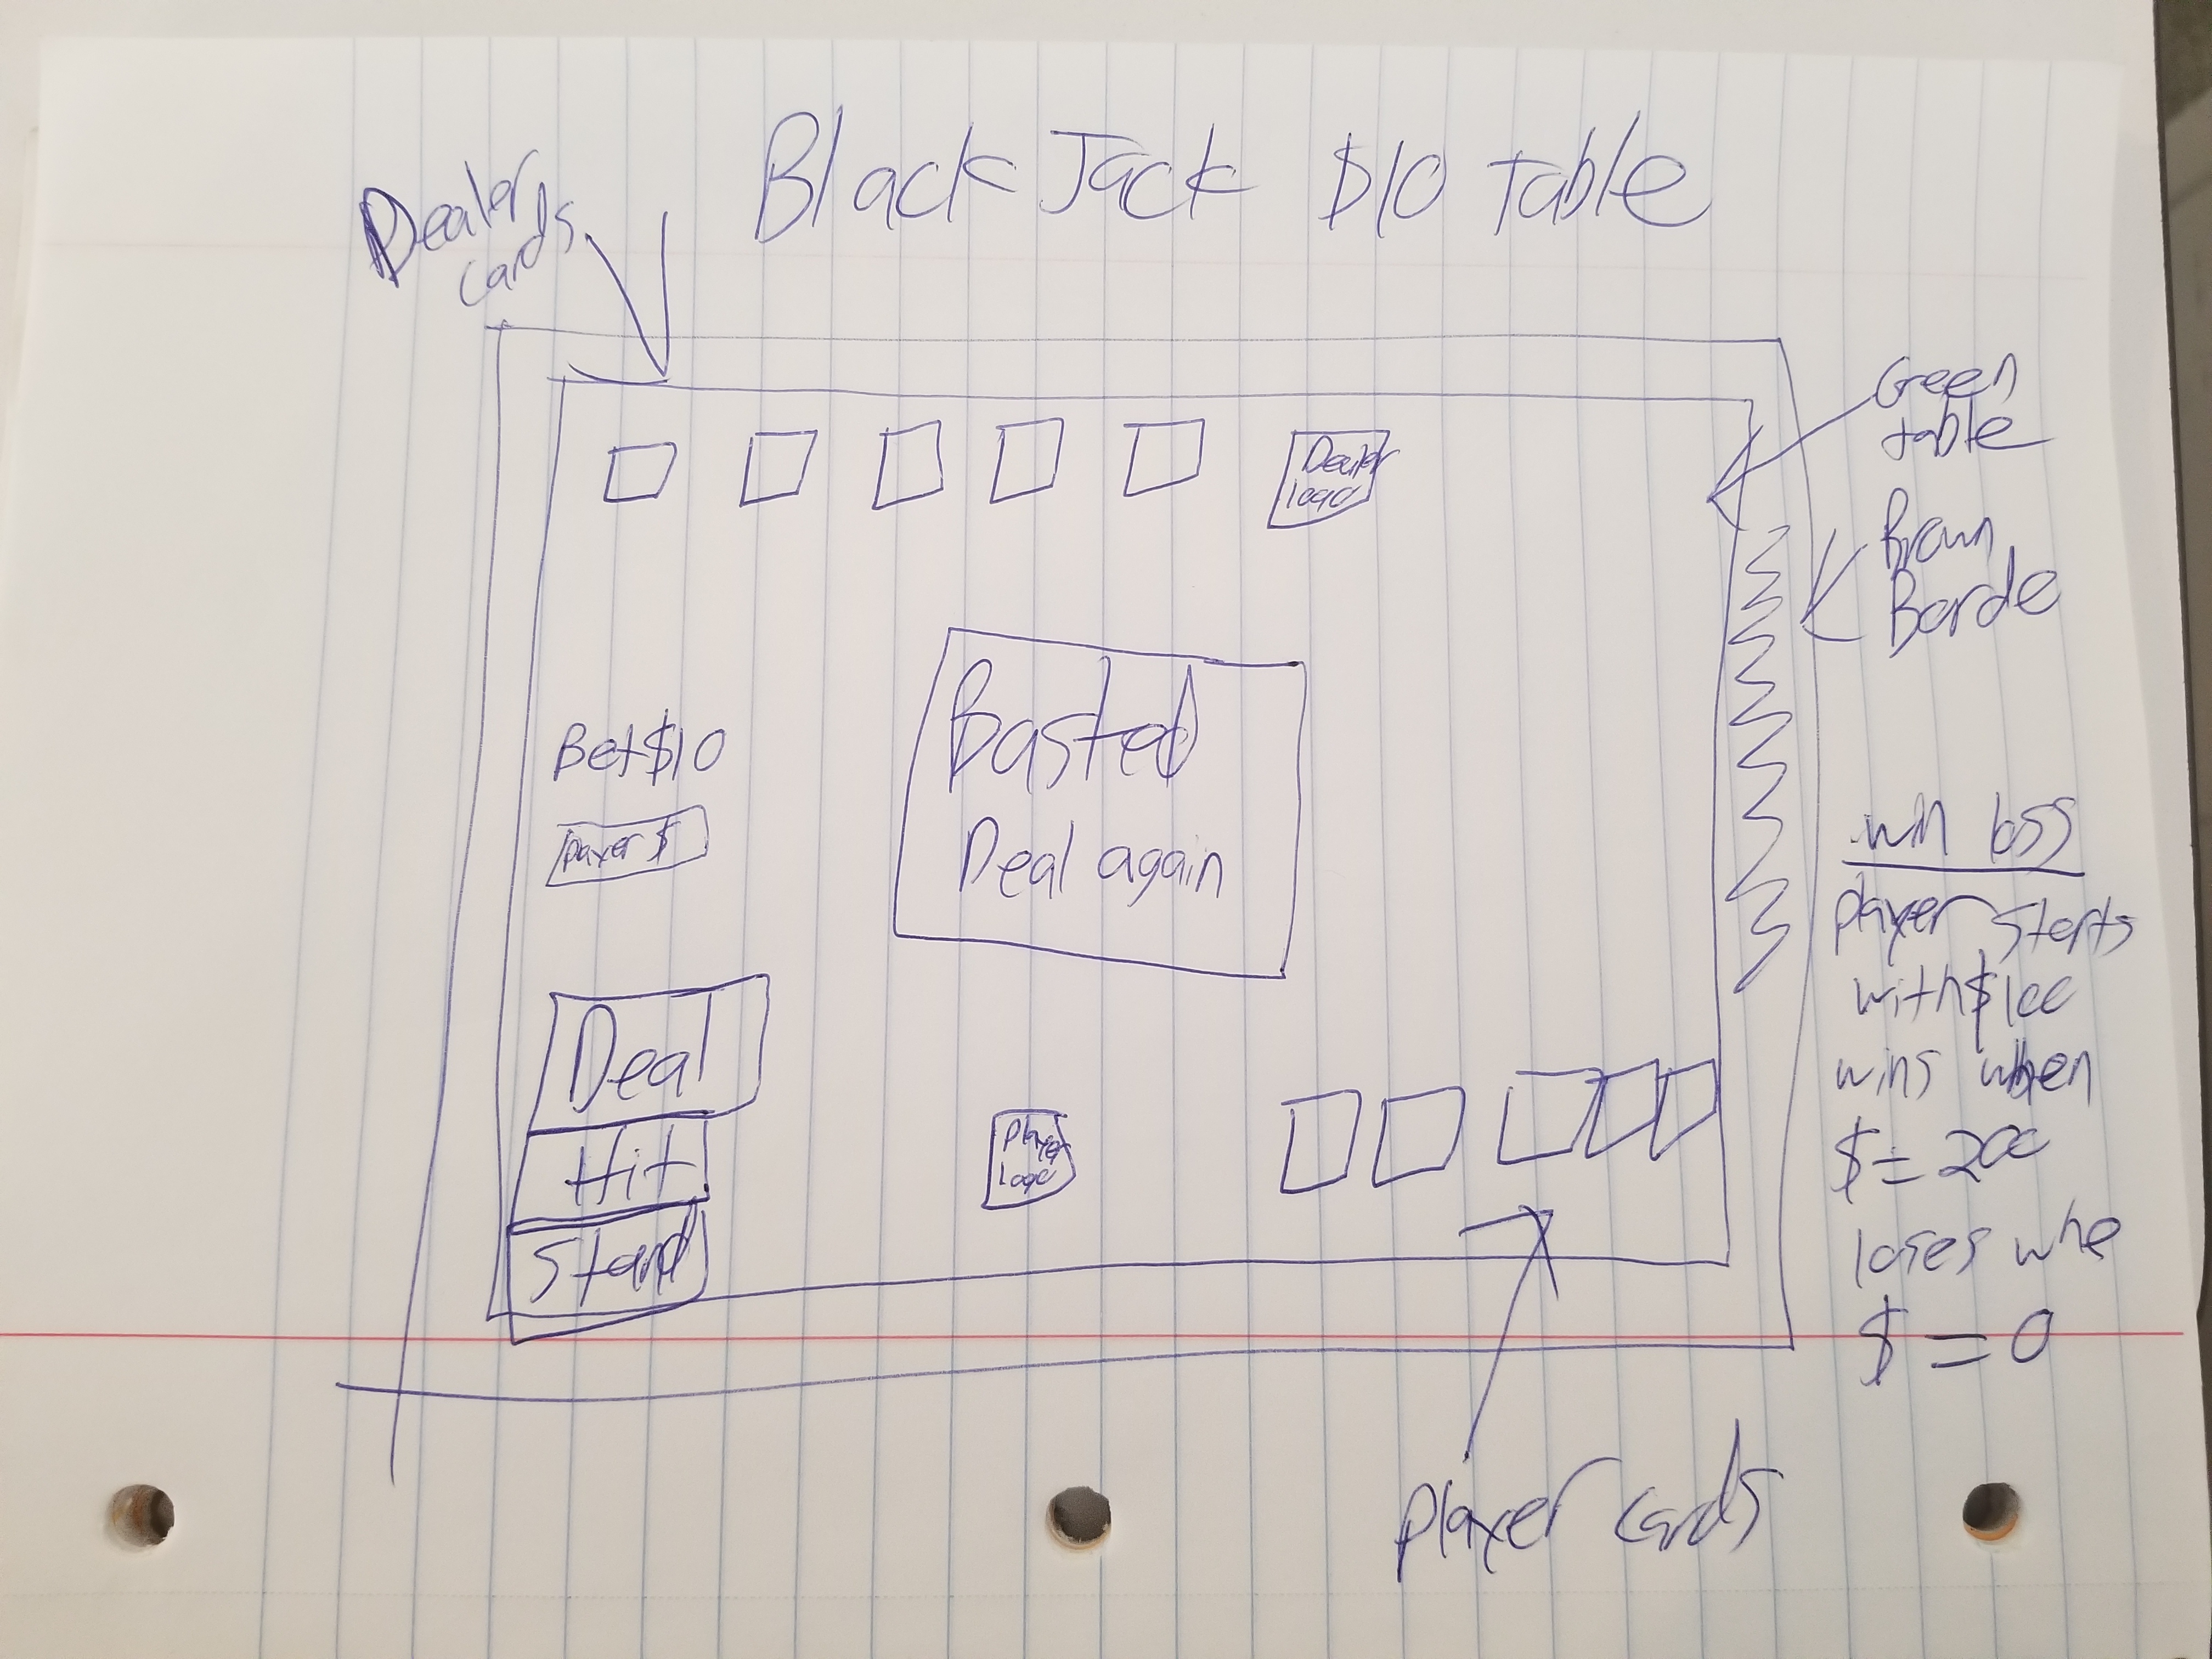 Black Jack $10 table
Dealer
cards
Dealer
logo
Green
table
Brown
Borde
Bet $10
player $
Busted
Deal again
Deal
Hit
Stand
player
logo
win loss
player starts
with $100
wins when
$ = 200
loses whe
$ = 0
player cards